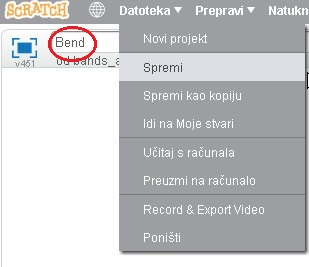 SCRATCH Datoteka ▼ Prepravi ▼ Natukn
Bend
v451 od bands_a
Novi projekt
Spremi
Spremi kao kopiju
Idi na Moje stvari
Učitaj s računala
Preuzmi na računalo
Record & Export Video
Poništi